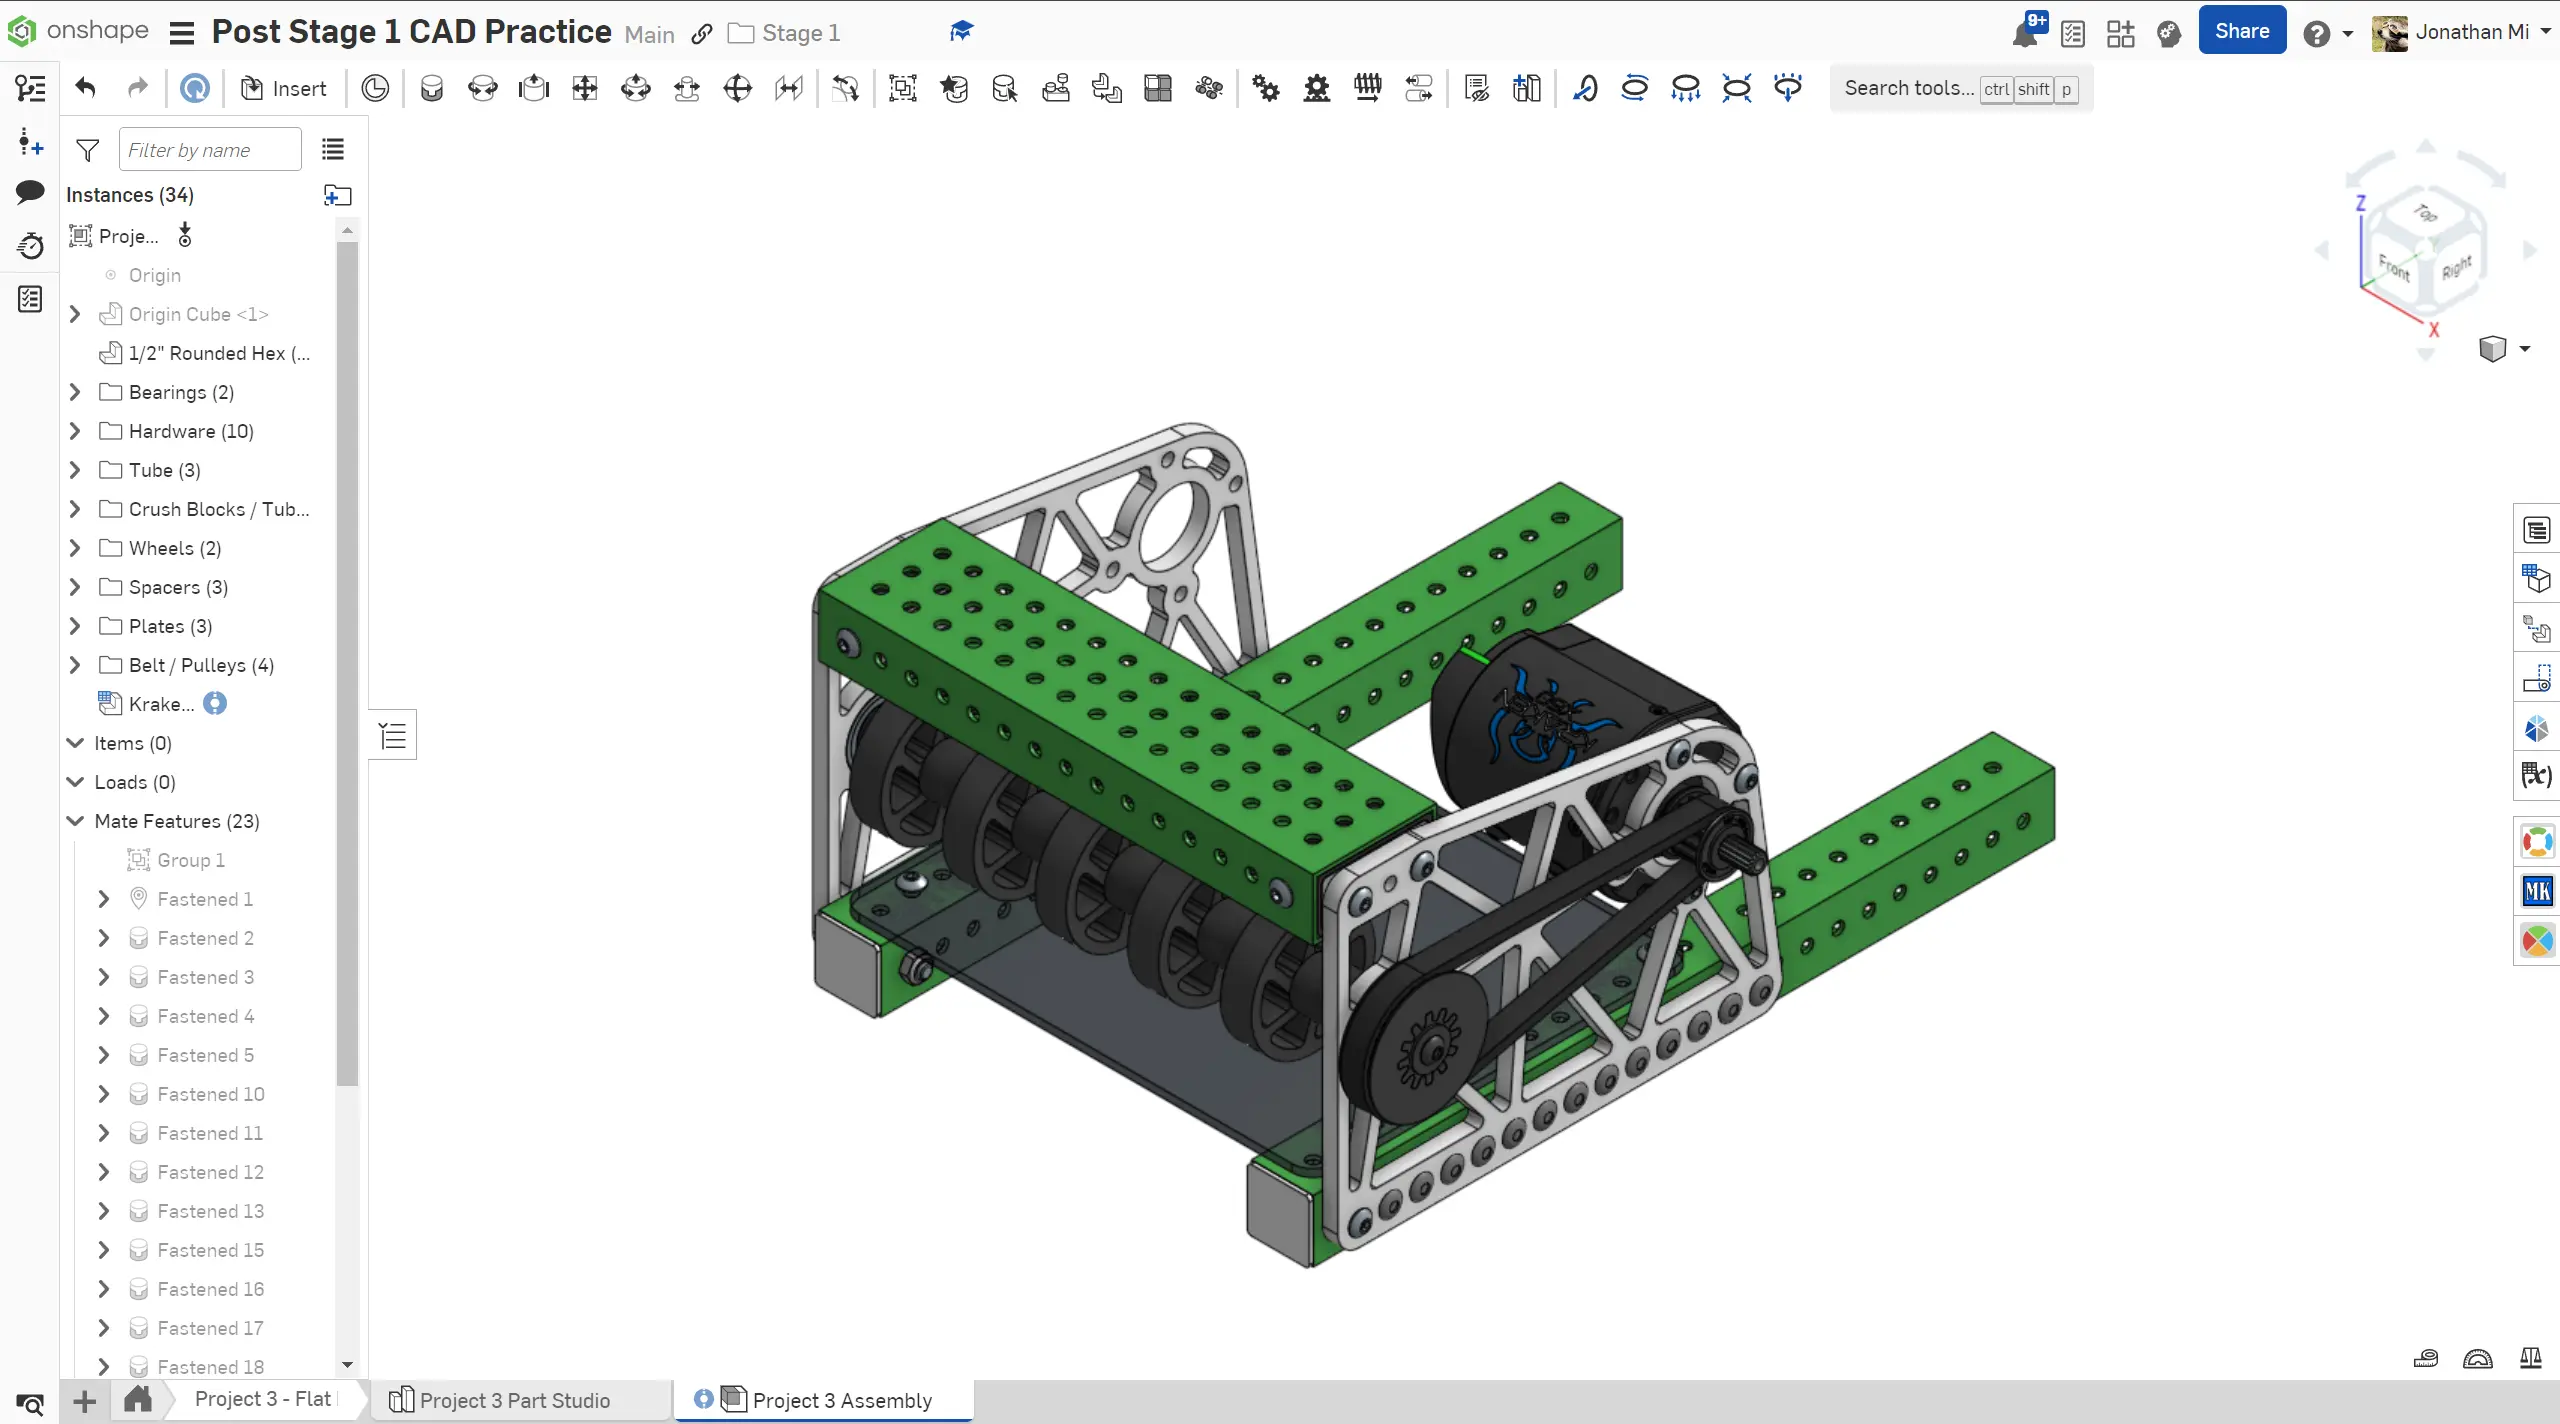 onshape Post Stage 1 CAD Practice Main Stage 1 9+ Share Jonathan Mi
Insert Search tools... ctrl shift p
Filter by name
Instances (34)
Proje...
Origin
Origin Cube <1>
1/2" Rounded Hex (...
Bearings (2)
Hardware (10)
Tube (3)
Crush Blocks / Tub...
Wheels (2)
Spacers (3)
Plates (3)
Belt / Pulleys (4)
Krake...
Items (0)
Loads (0)
Mate Features (23)
Group 1
Fastened 1
Fastened 2
Fastened 3
Fastened 4
Fastened 5
Fastened 10
Fastened 11
Fastened 12
Fastened 13
Fastened 15
Fastened 16
Fastened 17
Fastened 18
Z
Top
Front
Right
X
(x)
MK
Project 3 - Flat
Project 3 Part Studio
Project 3 Assembly